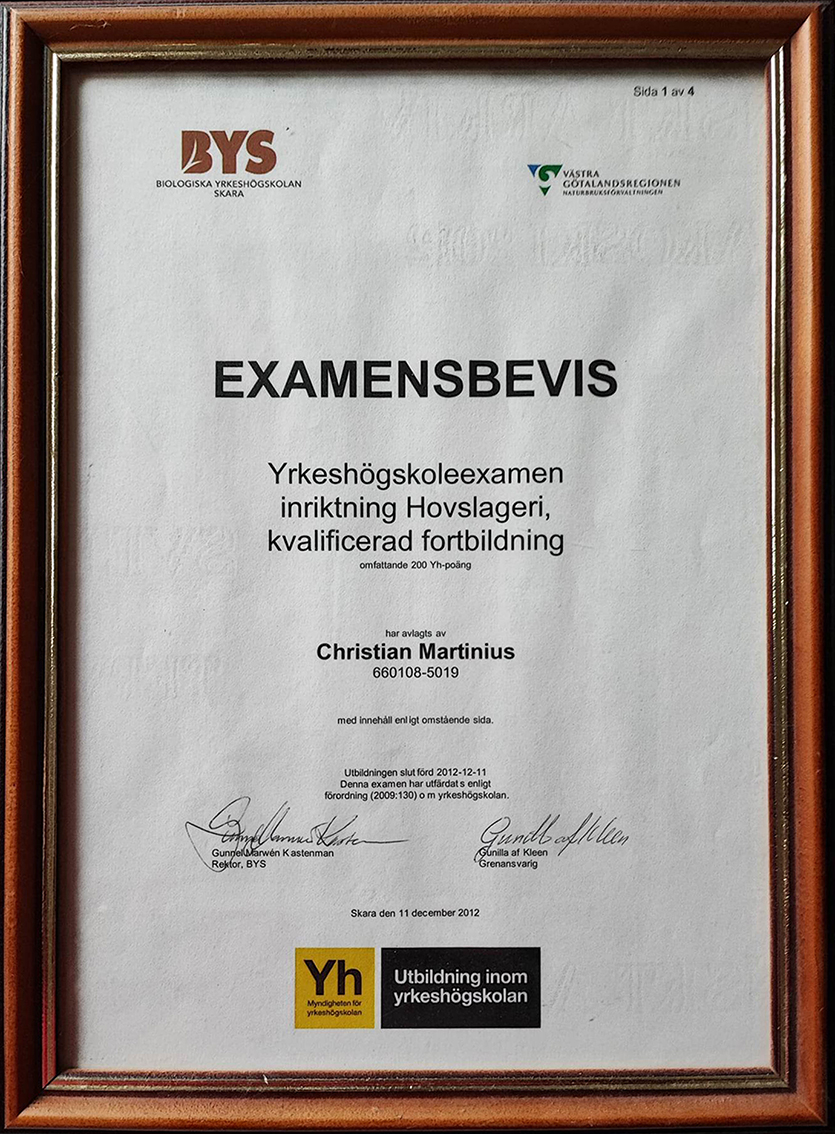 Sida 1 av 4
BYS
BIOLOGISKA YRKESHÖGSKOLAN
SKARA
VÄSTRA
GÖTALANDSREGIONEN
NATURBRUKSFÖRVALTNINGEN
EXAMENSBEVIS
Yrkeshögskoleexamen
inriktning Hovslageri,
kvalificerad fortbildning
omfattande 200 Yh-poäng
har avlagts av
Christian Martinius
660108-5019
med innehåll enligt omstående sida.
Utbildningen slutförd 2012-12-11
Denna examen har utfärdats enligt
förordning (2009:130) om yrkeshögskolan.
Gunnel Marwén Kastenman
Rektor, BYS
Gunilla af Kleen
Gunilla af Kleen
Grenansvarig
Skara den 11 december 2012
Yh
Myndigheten för
yrkeshögskolan
Utbildning inom
yrkeshögskolan